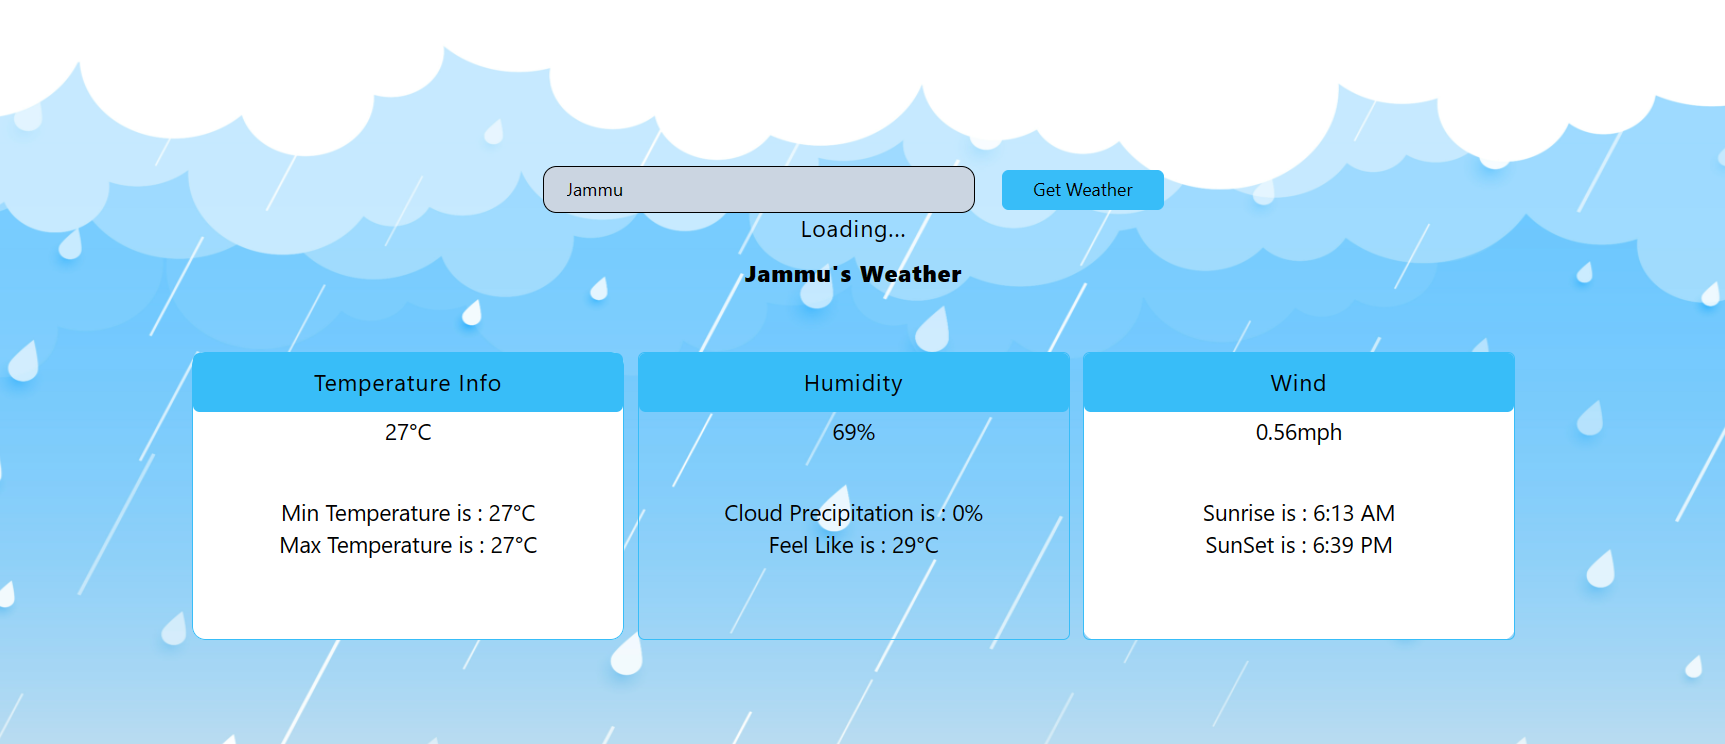 Jammu
Get Weather
Loading...
Jammu's Weather
Temperature Info
27°C
Min Temperature is : 27°C
Max Temperature is : 27°C
Humidity
69%
Cloud Precipitation is : 0%
Feel Like is : 29°C
Wind
0.56mph
Sunrise is : 6:13 AM
SunSet is : 6:39 PM